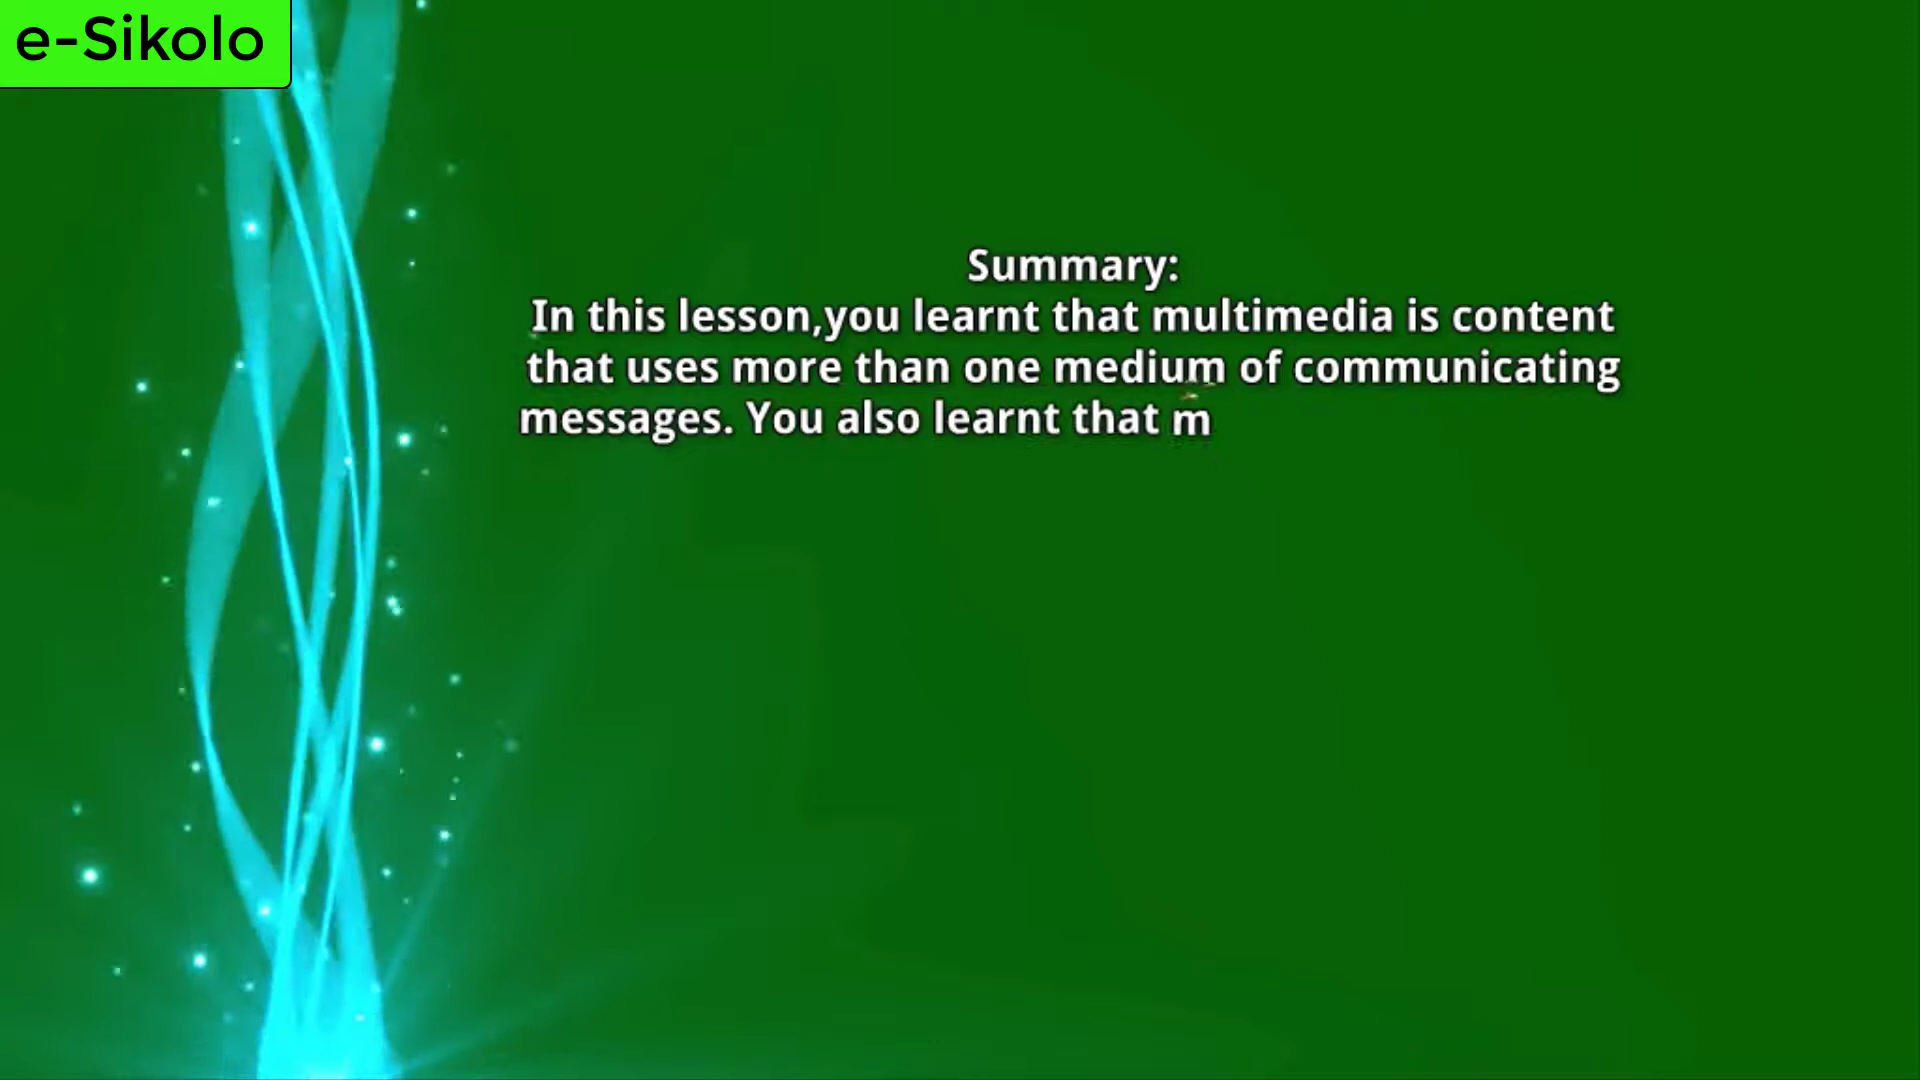 e-Sikolo
Summary:
In this lesson,you learnt that multimedia is content
that uses more than one medium of communicating
messages. You also learnt that m